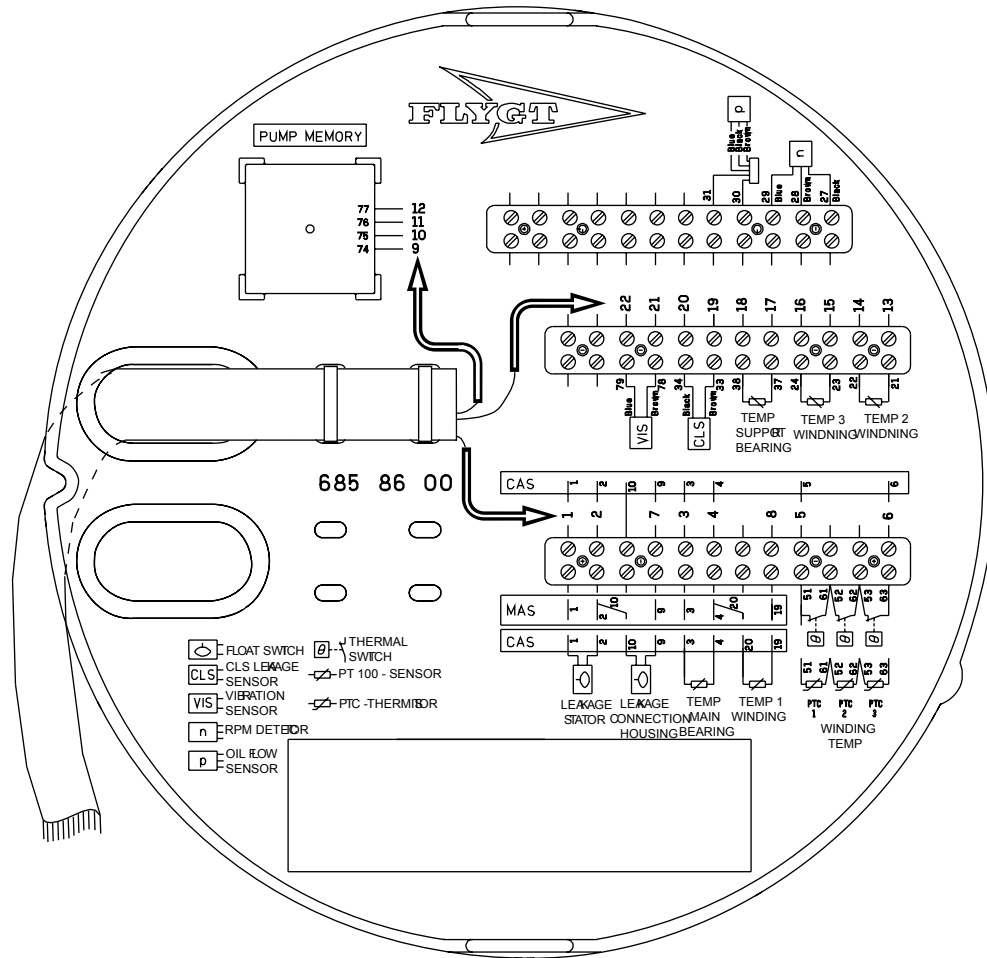 FLYGT
PUMP MEMORY
77 12
76 11
75 10
74 9
p
Blue
Black
Brown
n
31 30 29 28 27
Blue Brown Black
22 21 20 19 18 17 16 15 14 13
79 78 34 33 38 37 24 23 22 21
Blue Brown Black Brown
VIS CLS
TEMP SUPPORT BEARING
TEMP 3 WINDNING
TEMP 2 WINDNING
685 86 00
CAS 1 2 10 9 3 4 5 6
1 2 7 3 4 8 5 6
51 61 52 62 53 63
MAS 1 2 10 9 3 4 20 19
θ θ θ
CAS 1 2 10 9 3 4 20 19
51 61 52 62 53 63
PTC 1
PTC 2
PTC 3
LEAKAGE STATOR
LEAKAGE CONNECTION HOUSING
TEMP MAIN BEARING
TEMP 1 WINDING
WINDING TEMP
FLOAT SWITCH
CLS CLS LEAKAGE SENSOR
VIS VIBRATION SENSOR
n RPM DETECTOR
p OIL FLOW SENSOR
θ THERMAL SWITCH
PT 100 - SENSOR
PTC -THERMISOR